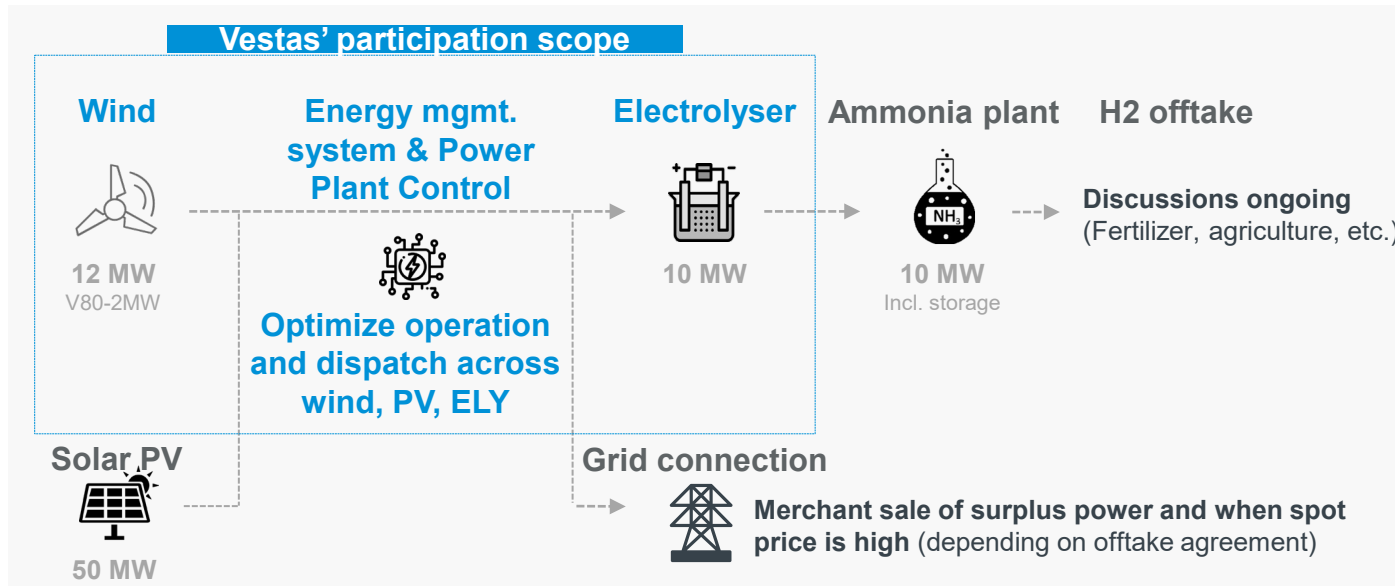 Vestas’ participation scope
Wind
Energy mgmt.
system & Power
Plant Control
Electrolyser
Ammonia plant
H2 offtake
+
-
NH3
Discussions ongoing
(Fertilizer, agriculture, etc.)
12 MW
V80-2MW
10 MW
10 MW
Incl. storage
Optimize operation
and dispatch across
wind, PV, ELY
Solar PV
50 MW
Grid connection
Merchant sale of surplus power and when spot
price is high (depending on offtake agreement)